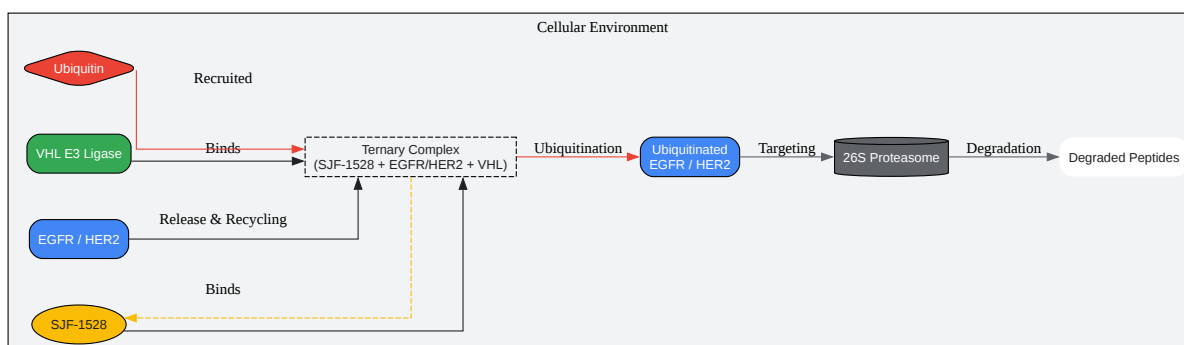 Cellular Environment
Ubiquitin
Recruited
VHL E3 Ligase
Binds
Ternary Complex
(SJF-1528 + EGFR/HER2 + VHL)
Ubiquitination
Ubiquitinated
EGFR / HER2
Targeting
26S Proteasome
Degradation
Degraded Peptides
EGFR / HER2
Release & Recycling
Binds
SJF-1528